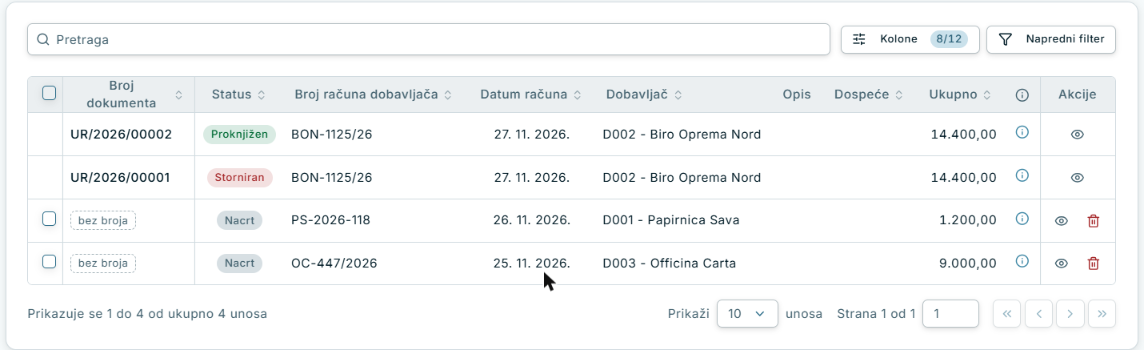 Pretraga
Kolone 8/12
Napredni filter
Broj dokumenta Status Broj računa dobavljača Datum računa Dobavljač Opis Dospeće Ukupno Akcije
UR/2026/00002 Proknjižen BON-1125/26 27. 11. 2026. D002 - Biro Oprema Nord 14.400,00
UR/2026/00001 Storniran BON-1125/26 27. 11. 2026. D002 - Biro Oprema Nord 14.400,00
bez broja Nacrt PS-2026-118 26. 11. 2026. D001 - Papirnica Sava 1.200,00
bez broja Nacrt OC-447/2026 25. 11. 2026. D003 - Officina Carta 9.000,00
Prikazuje se 1 do 4 od ukupno 4 unosa Prikaži 10 unosa Strana 1 od 1 1